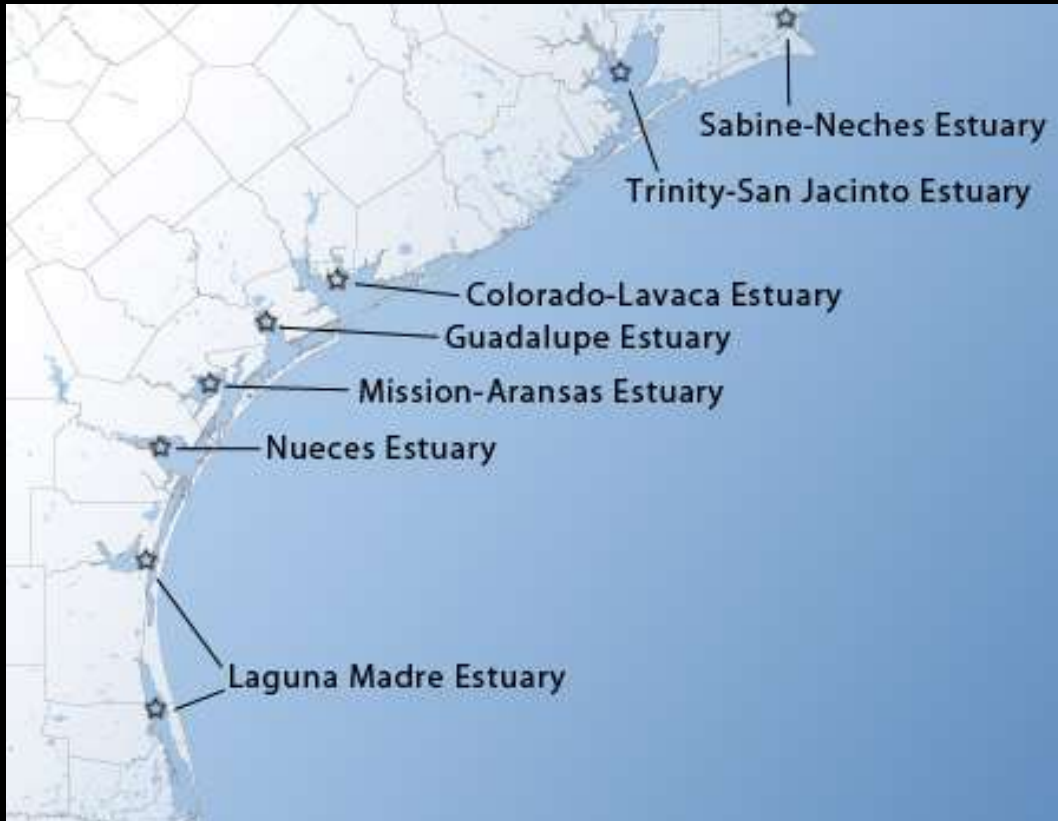 Sabine-Neches Estuary
Trinity-San Jacinto Estuary
Colorado-Lavaca Estuary
Guadalupe Estuary
Mission-Aransas Estuary
Nueces Estuary
Laguna Madre Estuary